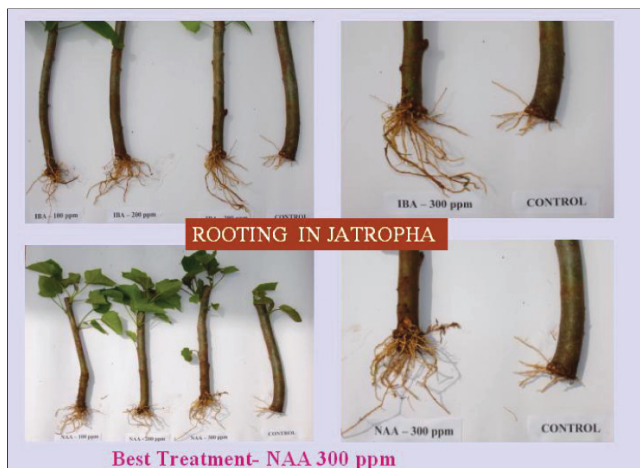 IBA – 100 ppm
IBA – 200 ppm
CONTROL
IBA – 300 ppm
CONTROL
ROOTING IN JATROPHA
NAA – 100 ppm
NAA – 200 ppm
NAA – 300 ppm
CONTROL
NAA – 300 ppm
CONTROL
Best Treatment- NAA 300 ppm